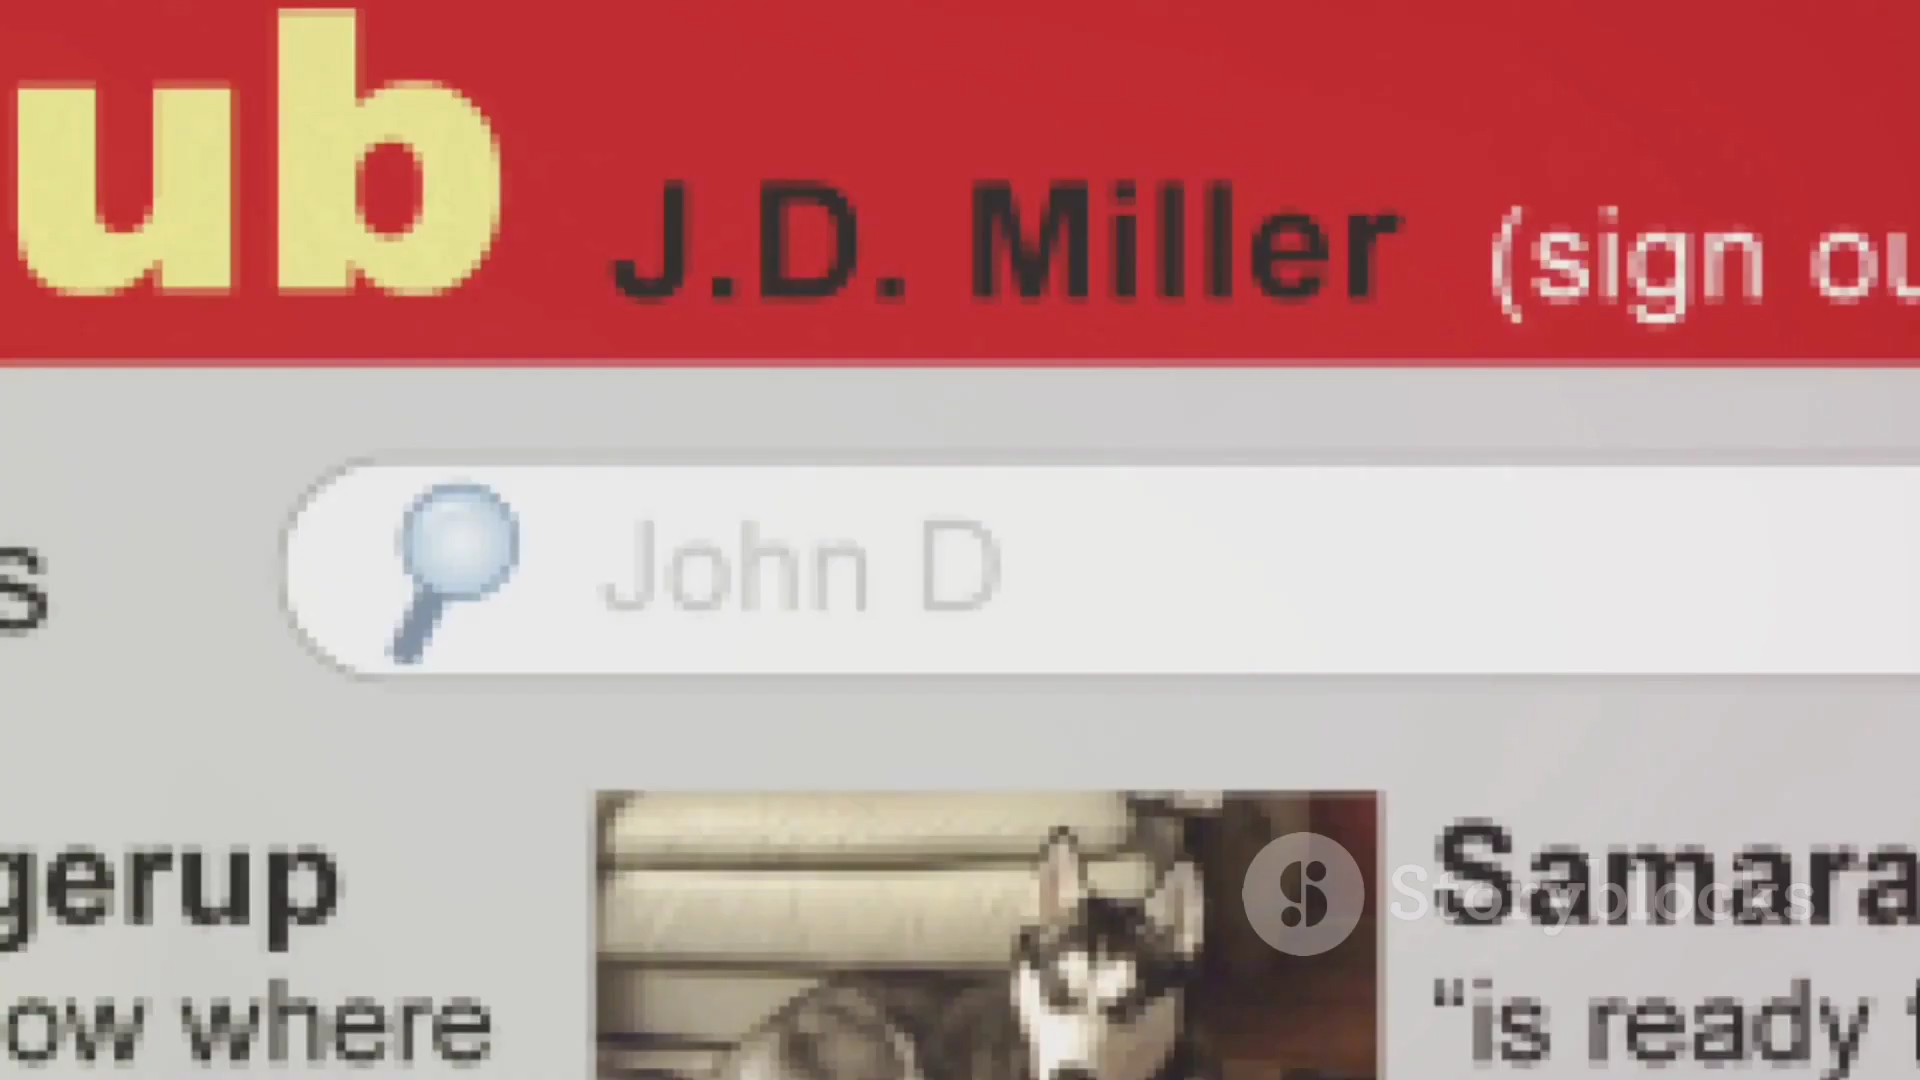 ub J.D. Miller (sign ou
s
John D
gerup
Samara
Storyblocks
ow where
"is ready